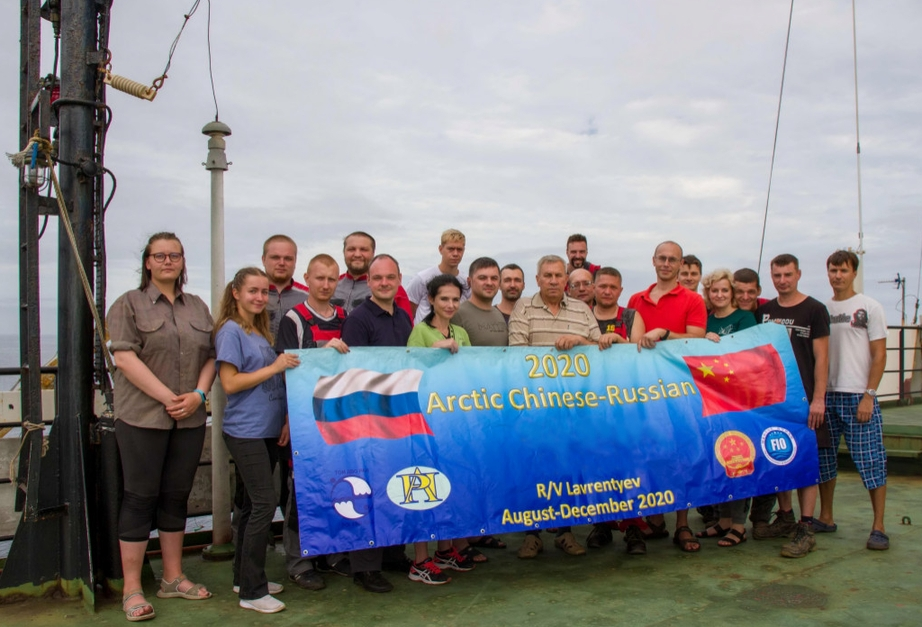 2020
Arctic Chinese-Russian
R/V Lavrentyev
August-December 2020
FIO